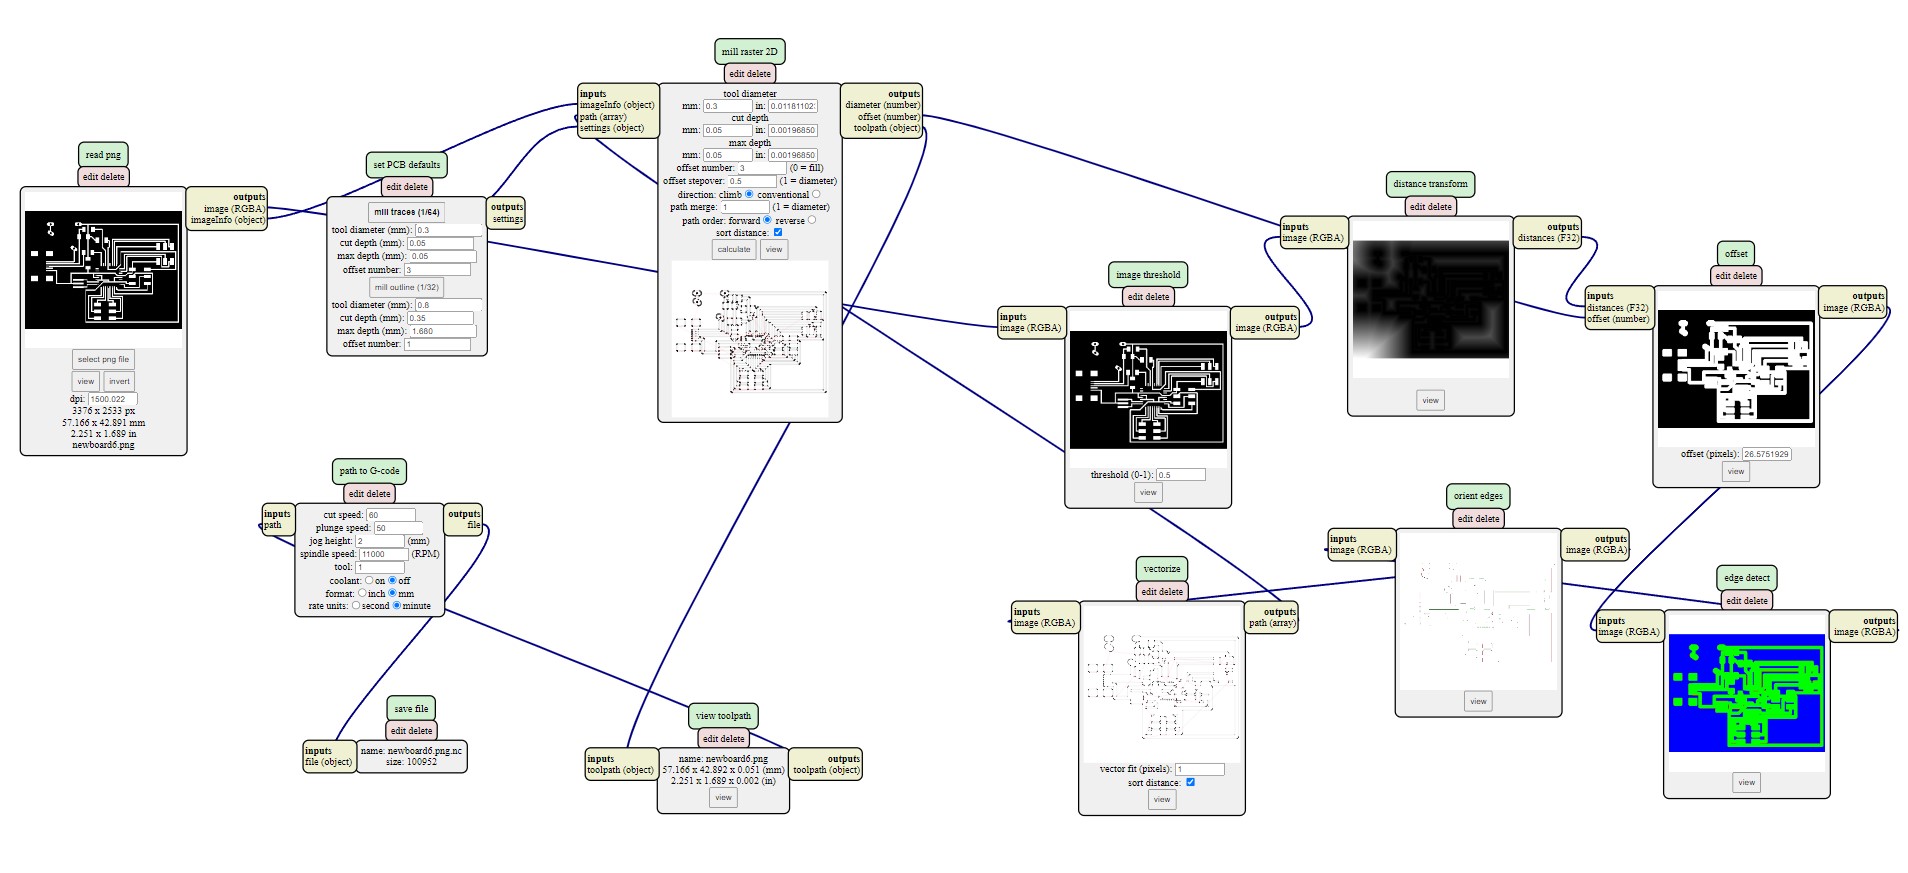 read png
edit delete
outputs
image (RGBA)
imageInfo (object)
select png file
view invert
dpi: 1500.022
3376 x 2533 px
57.166 x 42.891 mm
2.251 x 1.689 in
newboard6.png
set PCB defaults
edit delete
outputs
settings
mill traces (1/64)
tool diameter (mm): 0.3
cut depth (mm): 0.05
max depth (mm): 0.05
offset number: 3
mill outline (1/32)
tool diameter (mm): 0.8
cut depth (mm): 0.35
max depth (mm): 1.680
offset number: 1
mill raster 2D
edit delete
inputs
imageInfo (object)
path (array)
settings (object)
outputs
diameter (number)
offset (number)
toolpath (object)
tool diameter
mm: 0.3 in: 0.01181102:
cut depth
mm: 0.05 in: 0.00196850
max depth
mm: 0.05 in: 0.00196850
offset number: 3 (0 = fill)
offset stepover: 0.5 (1 = diameter)
direction: climb conventional
path merge: 1 (1 = diameter)
path order: forward reverse
sort distance:
calculate view
distance transform
edit delete
inputs
image (RGBA)
outputs
distances (F32)
view
offset
edit delete
inputs
distances (F32)
offset (number)
outputs
image (RGBA)
offset (pixels): 26.5751929
view
image threshold
edit delete
inputs
image (RGBA)
outputs
image (RGBA)
threshold (0-1): 0.5
view
path to G-code
edit delete
inputs
path
outputs
file
cut speed: 60
plunge speed: 50
jog height: 2 (mm)
spindle speed: 11000 (RPM)
tool: 1
coolant: on off
format: inch mm
rate units: second minute
orient edges
edit delete
inputs
image (RGBA)
outputs
image (RGBA)
view
vectorize
edit delete
inputs
image (RGBA)
outputs
path (array)
vector fit (pixels): 1
sort distance:
view
edge detect
edit delete
inputs
image (RGBA)
outputs
image (RGBA)
view
save file
edit delete
inputs
file (object)
name: newboard6.png.nc
size: 100952
view toolpath
edit delete
inputs
toolpath (object)
outputs
toolpath (object)
name: newboard6.png
57.166 x 42.892 x 0.051 (mm)
2.251 x 1.689 x 0.002 (in)
view